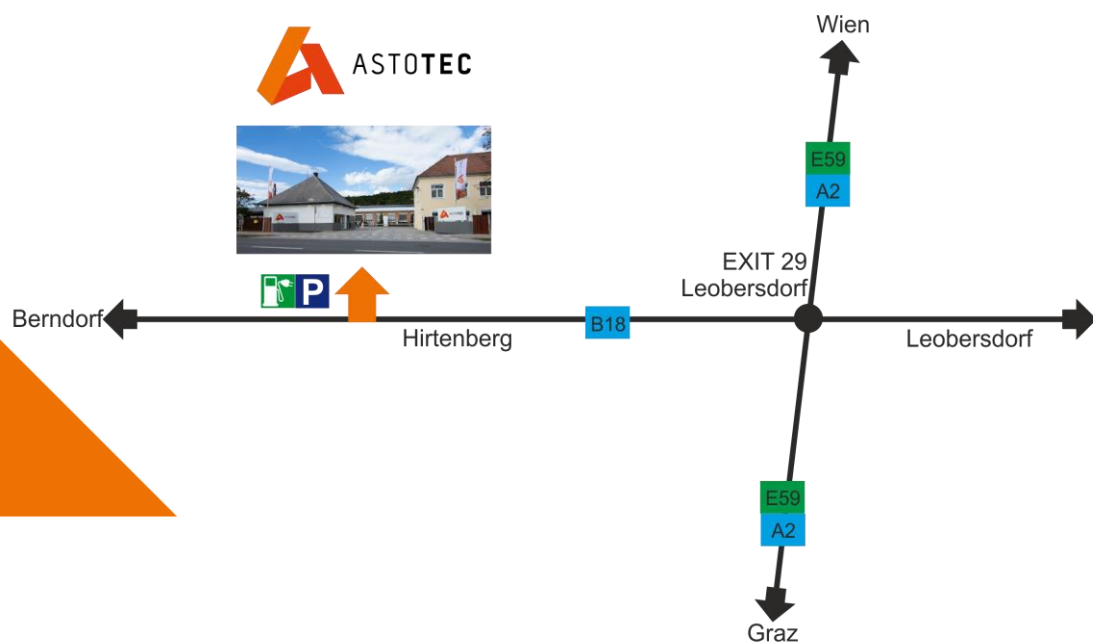 Wien
ASTOTEC
E59
A2
EXIT 29
Leobersdorf
P
Berndorf
Hirtenberg
B18
Leobersdorf
E59
A2
Graz